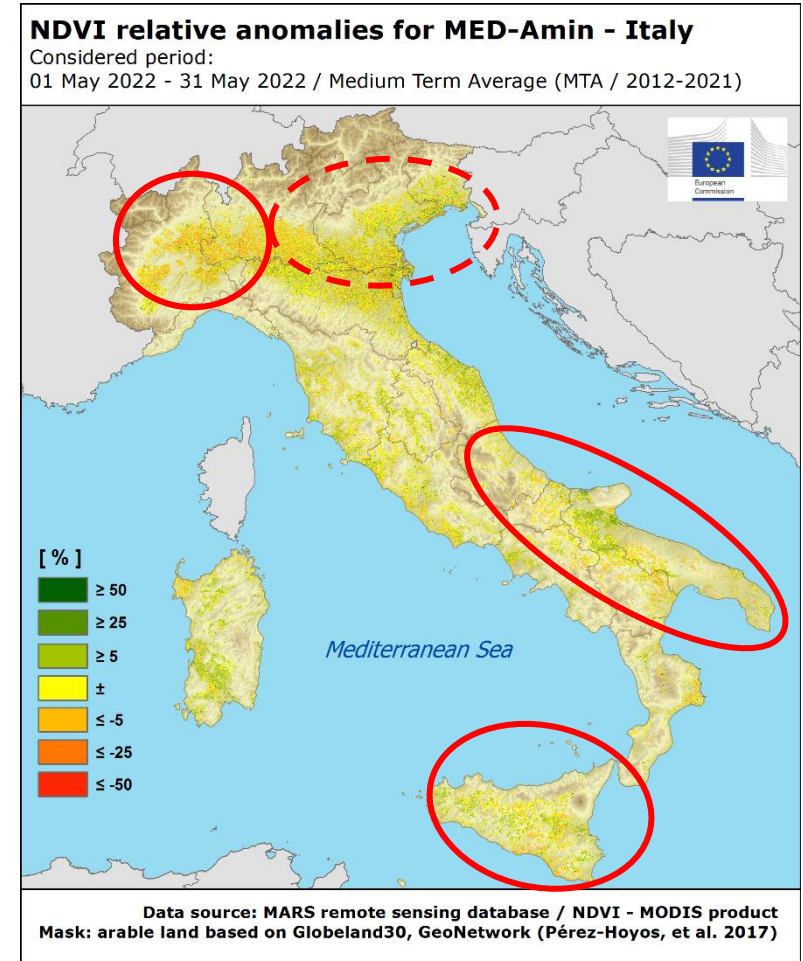 NDVI relative anomalies for MED-Amin - Italy
Considered period:
01 May 2022 - 31 May 2022 / Medium Term Average (MTA / 2012-2021)
European
Commission
[ % ]
≥ 50
≥ 25
≥ 5
±
≤ -5
≤ -25
≤ -50
Mediterranean Sea
Data source: MARS remote sensing database / NDVI - MODIS product
Mask: arable land based on Globeland30, GeoNetwork (Pérez-Hoyos, et al. 2017)